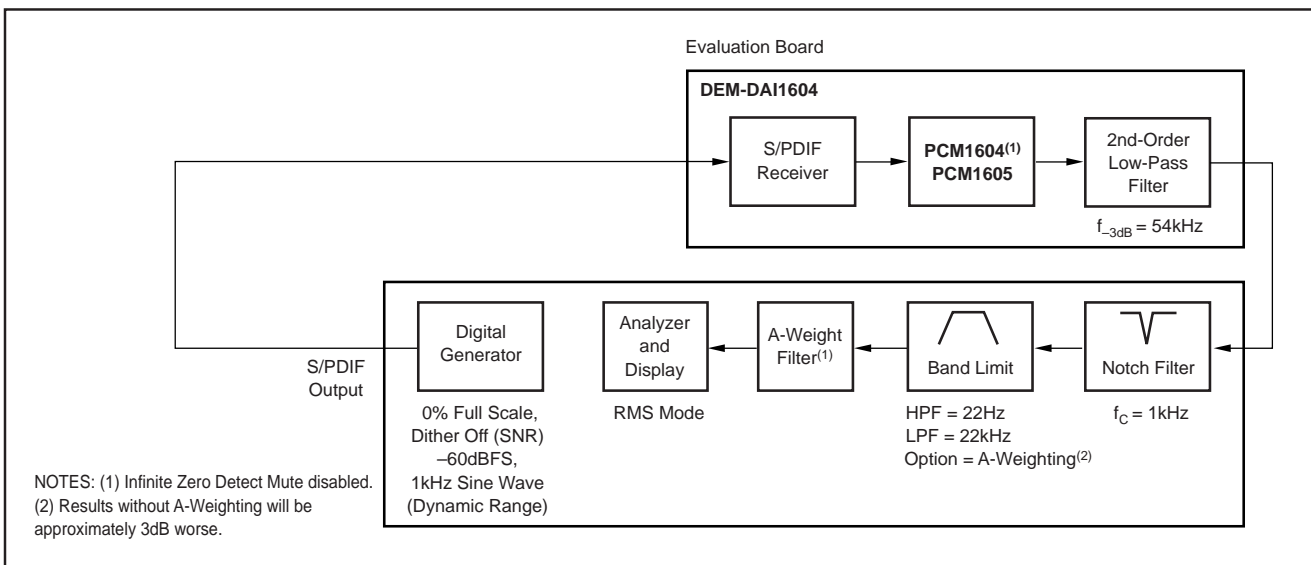 Evaluation Board
DEM-DAI1604
S/PDIF
Receiver
PCM1604(1)
PCM1605
2nd-Order
Low-Pass
Filter
f–3dB = 54kHz
S/PDIF
Output
Digital
Generator
0% Full Scale,
Dither Off (SNR)
–60dBFS,
1kHz Sine Wave
(Dynamic Range)
Analyzer
and
Display
RMS Mode
A-Weight
Filter(1)
Band Limit
HPF = 22Hz
LPF = 22kHz
Option = A-Weighting(2)
Notch Filter
fC = 1kHz
NOTES: (1) Infinite Zero Detect Mute disabled.
(2) Results without A-Weighting will be
approximately 3dB worse.